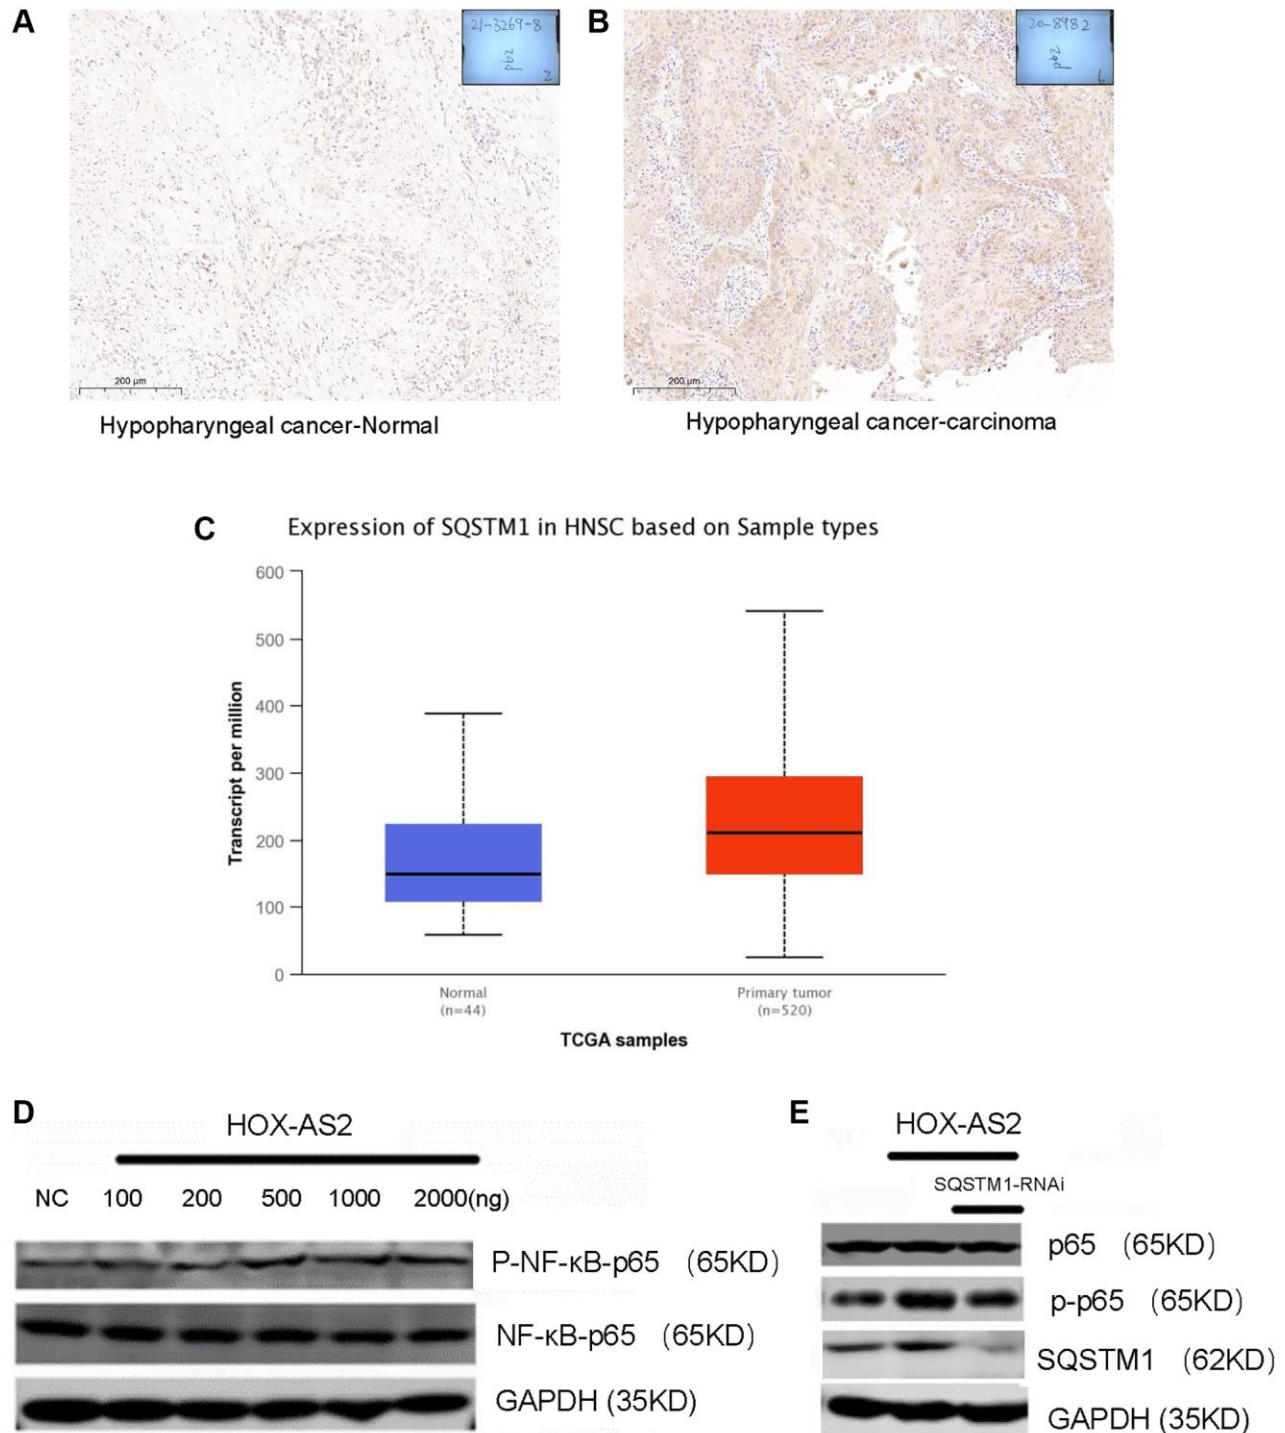 A
21-3269-8
p62
2
B
20-8982
p62
200 μm
200 μm
Hypopharyngeal cancer-Normal
Hypopharyngeal cancer-carcinoma
C
Expression of SQSTM1 in HNSC based on Sample types
600
500
400
300
200
100
0
Transcript per million
Normal
(n=44)
Primary tumor
(n=520)
TCGA samples
D
HOX-AS2
NC 100 200 500 1000 2000(ng)
P-NF-κB-p65 (65KD)
NF-κB-p65 (65KD)
GAPDH (35KD)
E
HOX-AS2
SQSTM1-RNAi
p65 (65KD)
p-p65 (65KD)
SQSTM1 (62KD)
GAPDH (35KD)